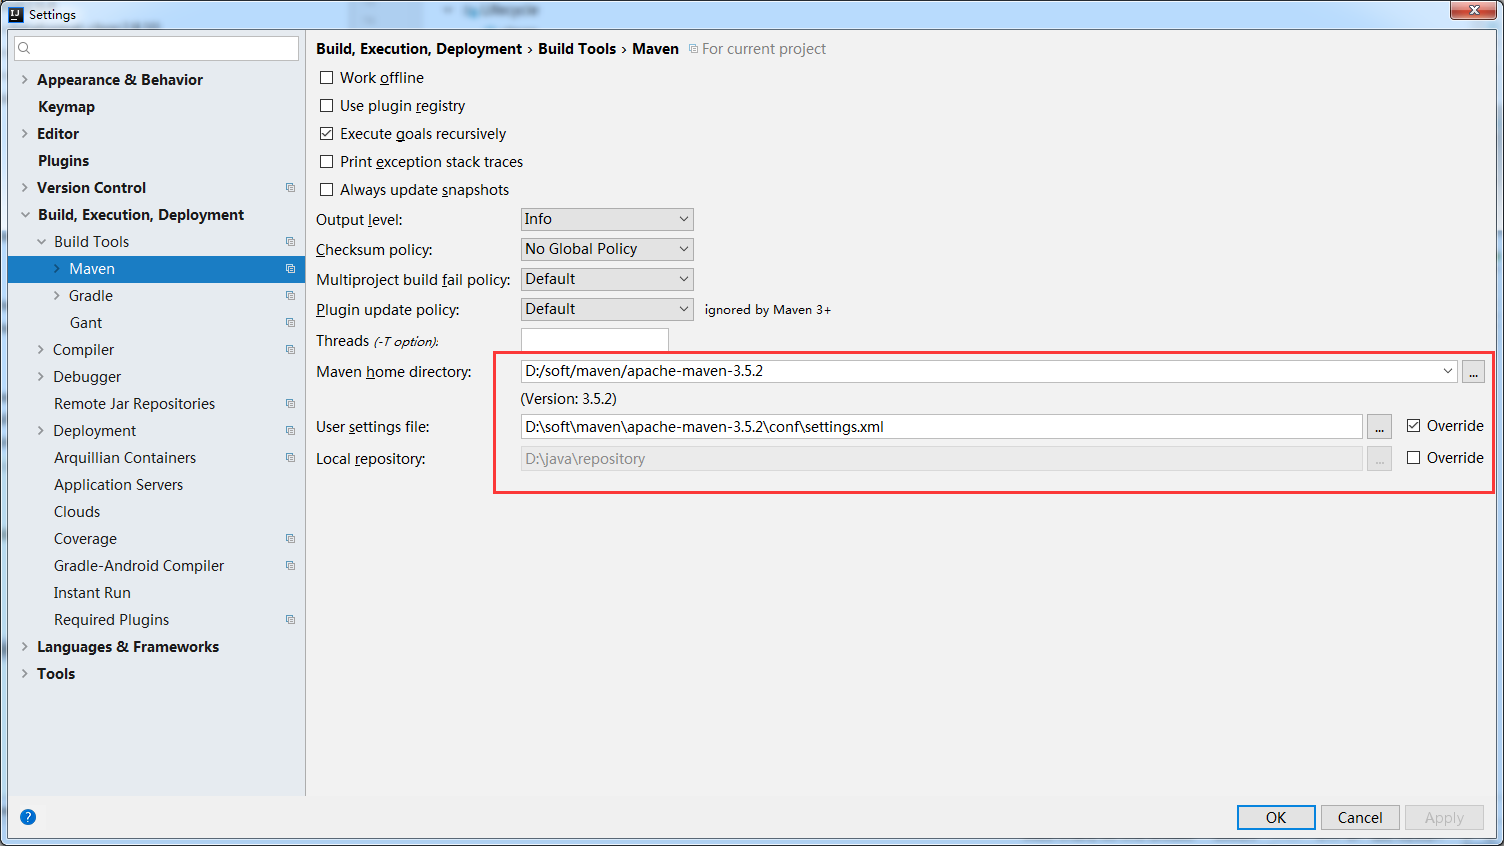 Settings
Appearance & Behavior
Keymap
Editor
Plugins
Version Control
Build, Execution, Deployment
Build Tools
Maven
Gradle
Gant
Compiler
Debugger
Remote Jar Repositories
Deployment
Arquillian Containers
Application Servers
Clouds
Coverage
Gradle-Android Compiler
Instant Run
Required Plugins
Languages & Frameworks
Tools
Build, Execution, Deployment › Build Tools › Maven For current project
Work offline
Use plugin registry
Execute goals recursively
Print exception stack traces
Always update snapshots
Output level: Info
Checksum policy: No Global Policy
Multiproject build fail policy: Default
Plugin update policy: Default ignored by Maven 3+
Threads (-T option):
Maven home directory: D:/soft/maven/apache-maven-3.5.2 ...
(Version: 3.5.2)
User settings file: D:\soft\maven\apache-maven-3.5.2\conf\settings.xml ... Override
Local repository: D:\java\repository ... Override
? OK Cancel Apply